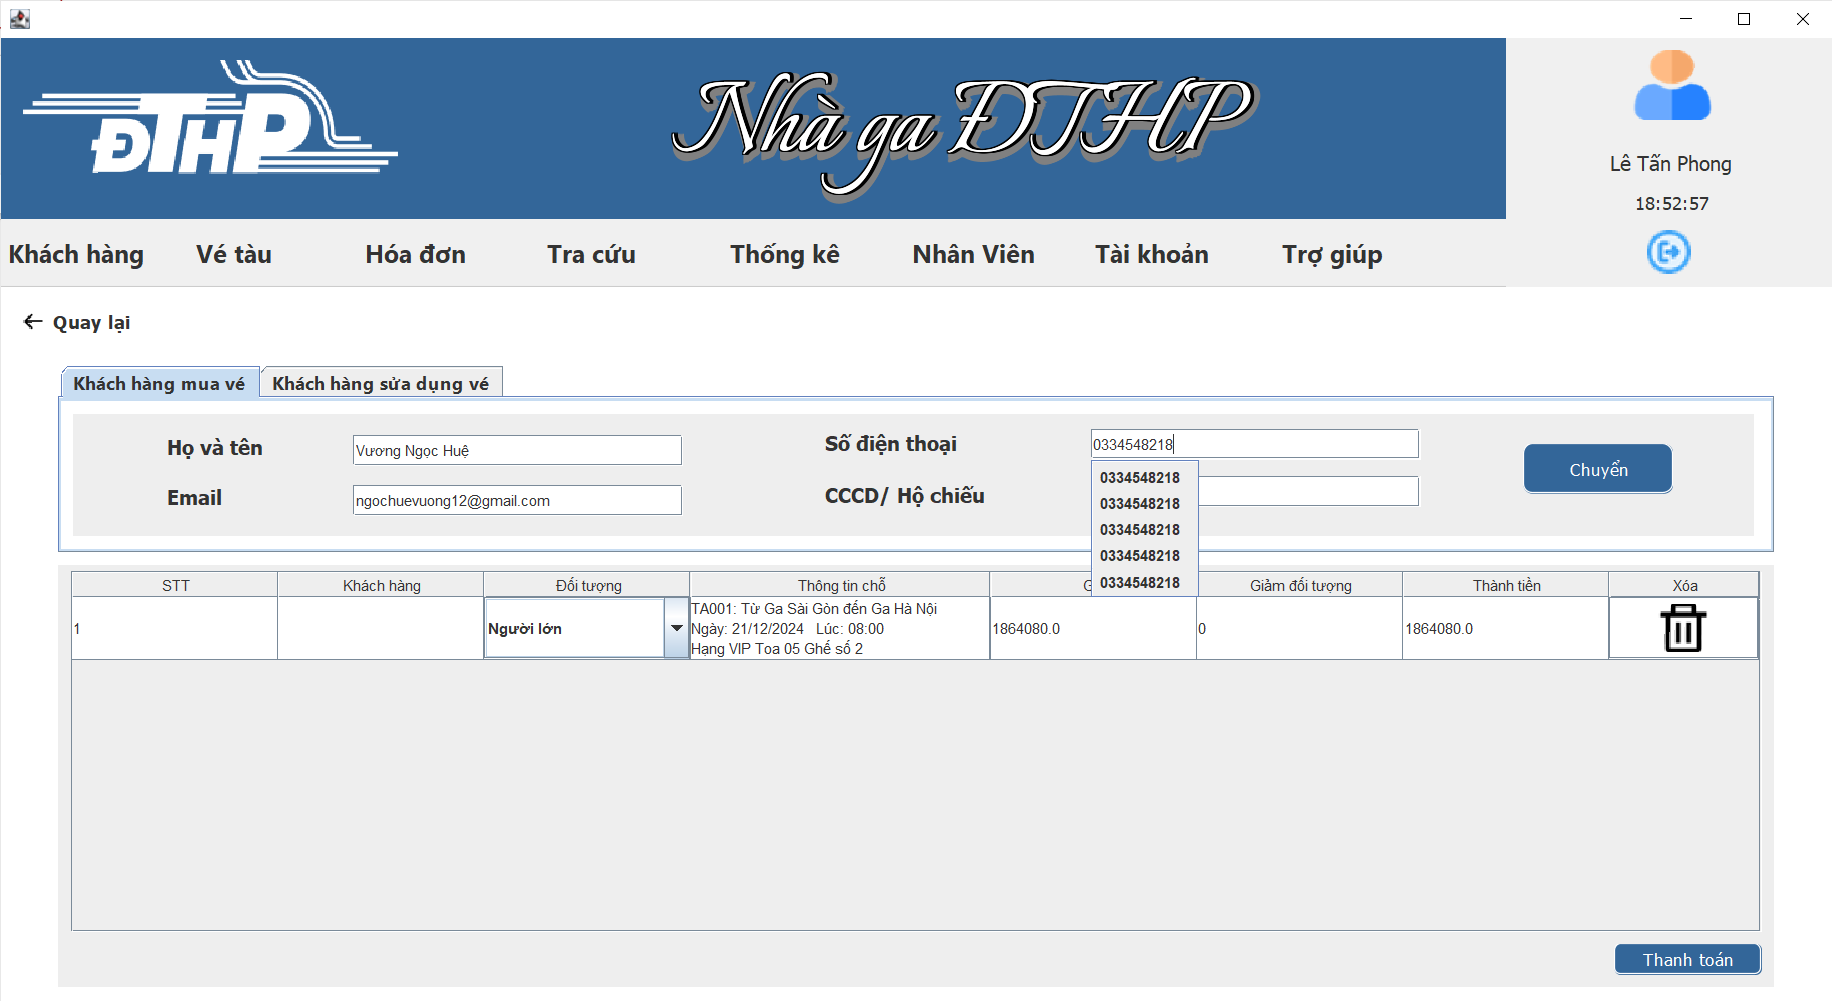 ĐTHP
Nhà ga ĐTHP
Lê Tấn Phong
18:52:57
Khách hàng Vé tàu Hóa đơn Tra cứu Thống kê Nhân Viên Tài khoản Trợ giúp
Quay lại
Khách hàng mua vé Khách hàng sửa dụng vé
Họ và tên Vương Ngọc Huệ Số điện thoại 0334548218
Chuyển
Email ngochuevuong12@gmail.com CCCD/ Hộ chiếu
0334548218
0334548218
0334548218
0334548218
0334548218
STT Khách hàng Đối tượng Thông tin chỗ Giảm đối tượng Thành tiền Xóa
1 Người lớn
TA001: Từ Ga Sài Gòn đến Ga Hà Nội
Ngày: 21/12/2024 Lúc: 08:00
Hạng VIP Toa 05 Ghế số 2
1864080.0 0 1864080.0
Thanh toán